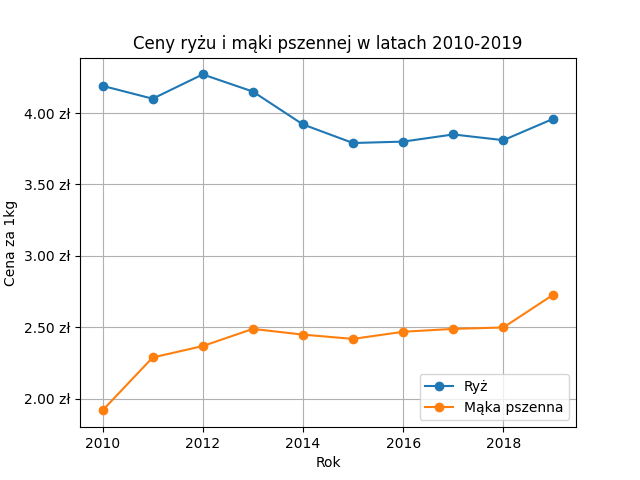 Ceny ryżu i mąki pszennej w latach 2010-2019
Cena za 1kg
4.00 zł
3.50 zł
3.00 zł
2.50 zł
2.00 zł
Ryż
Mąka pszenna
2010 2012 2014 2016 2018
Rok